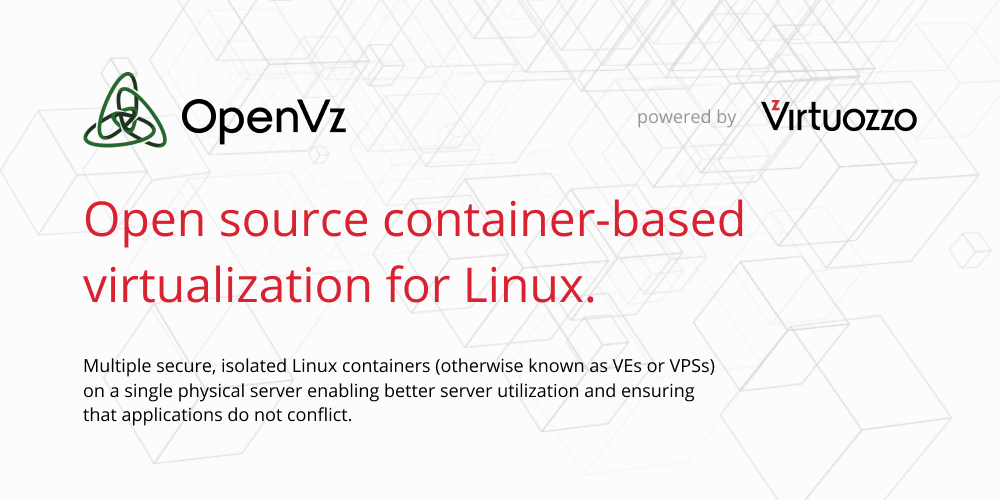 OpenVz
powered by Virtuozzo
Open source container-based
virtualization for Linux.
Multiple secure, isolated Linux containers (otherwise known as VEs or VPSs)
on a single physical server enabling better server utilization and ensuring
that applications do not conflict.